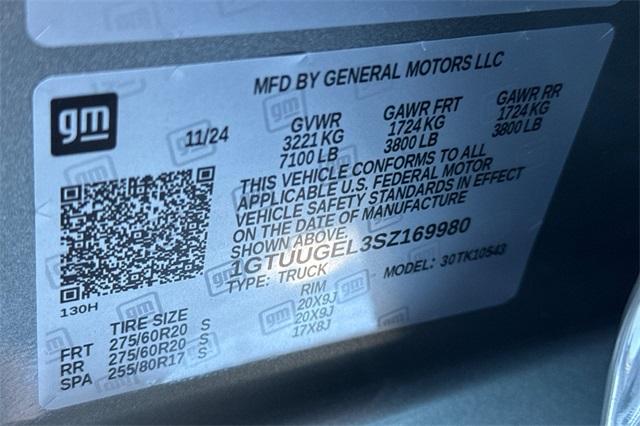 MFD BY GENERAL MOTORS LLC
gm
11/24
GVWR GAWR FRT GAWR RR
3221 KG 1724 KG 1724 KG
7100 LB 3800 LB 3800 LB
THIS VEHICLE CONFORMS TO ALL
APPLICABLE U.S. FEDERAL MOTOR
VEHICLE SAFETY STANDARDS IN EFFECT
ON THE DATE OF MANUFACTURE
SHOWN ABOVE.
1GTUUGEL3SZ169980
TYPE: TRUCK MODEL: 30TK10543
130H
TIRE SIZE RIM
FRT 275/60R20 S 20X9J
RR 275/60R20 S 20X9J
SPA 255/80R17 S 17X8J